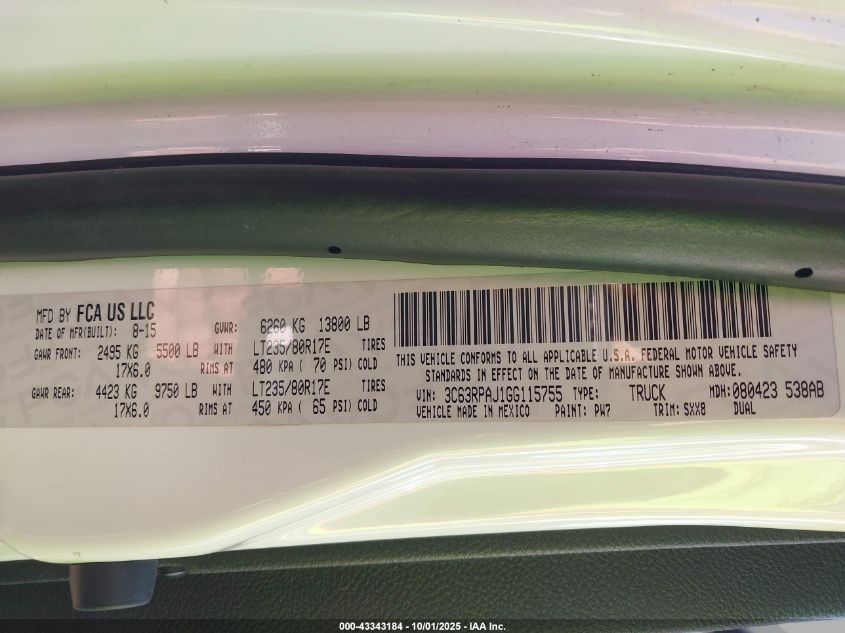 MFD BY FCA US LLC
DATE OF MFR(BUILT): 8-15 GVWR: 6260 KG 13800 LB
GAWR FRONT: 2495 KG 5500 LB WITH LT235/80R17E TIRES
17X6.0 RIMS AT 480 KPA ( 70 PSI) COLD
GAWR REAR: 4423 KG 9750 LB WITH LT235/80R17E TIRES
17X6.0 RIMS AT 450 KPA ( 65 PSI) COLD
THIS VEHICLE CONFORMS TO ALL APPLICABLE U.S.A. FEDERAL MOTOR VEHICLE SAFETY
STANDARDS IN EFFECT ON THE DATE OF MANUFACTURE SHOWN ABOVE.
VIN: 3C63RPAJ1GG115755 TYPE: TRUCK MDH: 080423 538AB
VEHICLE MADE IN MEXICO PAINT: PW7 TRIM: SXX8 DUAL
000-43343184 - 10/01/2025 - IAA Inc.